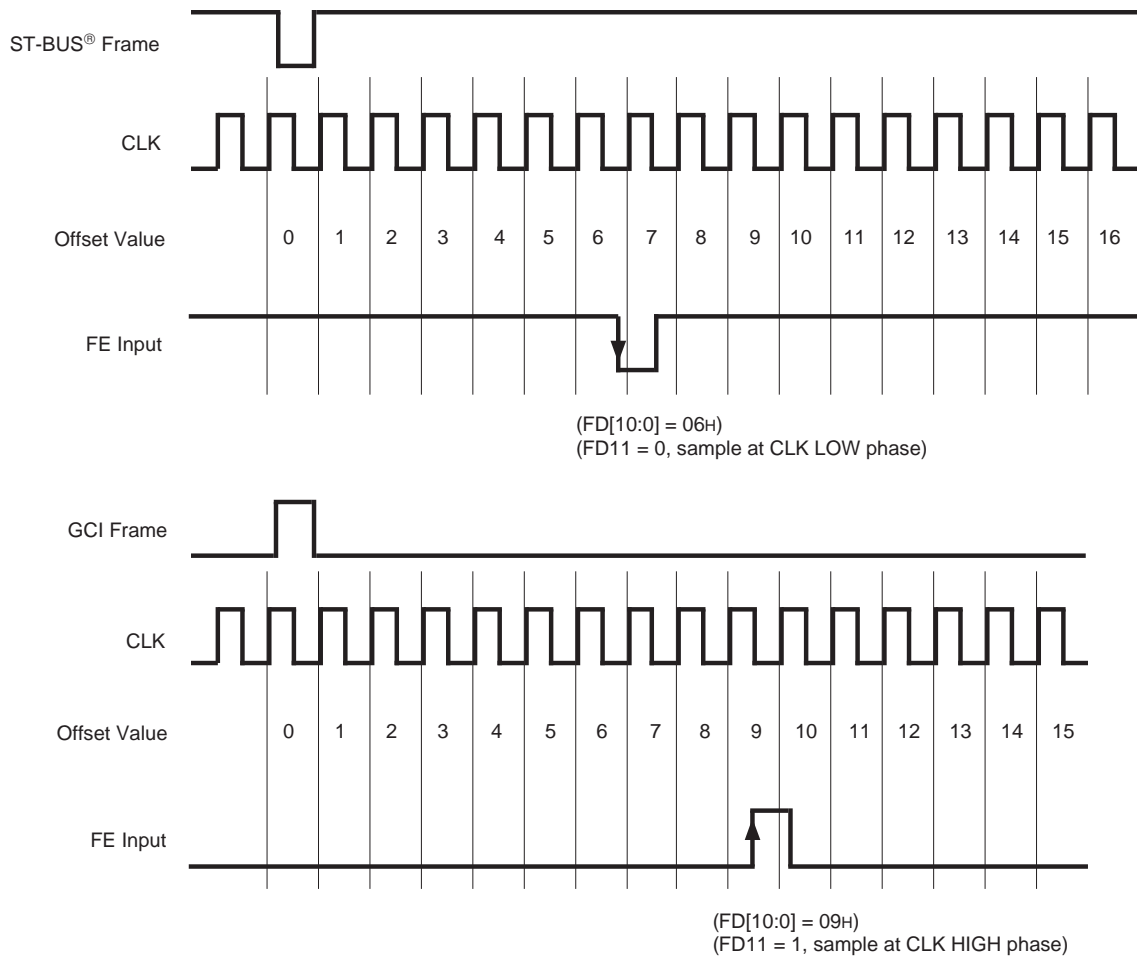 ST-BUS® Frame
CLK
Offset Value 0 1 2 3 4 5 6 7 8 9 10 11 12 13 14 15 16
FE Input
(FD[10:0] = 06H)
(FD11 = 0, sample at CLK LOW phase)
GCI Frame
CLK
Offset Value 0 1 2 3 4 5 6 7 8 9 10 11 12 13 14 15
FE Input
(FD[10:0] = 09H)
(FD11 = 1, sample at CLK HIGH phase)